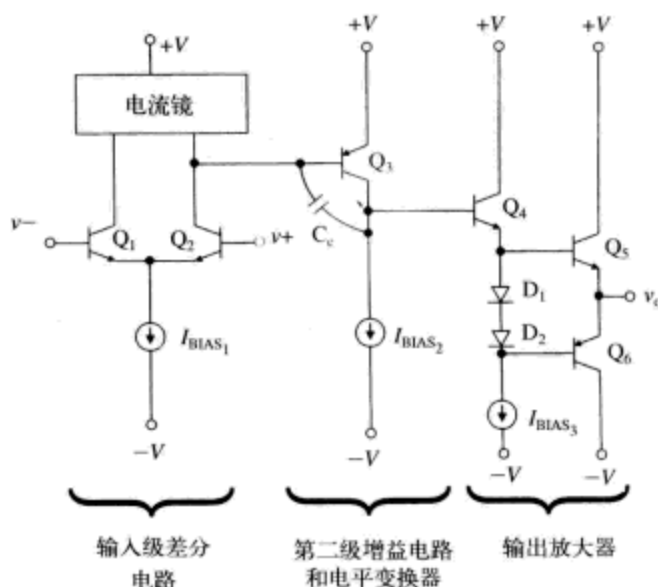 +V
+V
+V
+V
电流镜
Q3
v−
Q1
Q2
v+
Cc
Q4
Q5
D1
vo
D2
Q6
IBIAS1
IBIAS2
IBIAS3
−V
−V
−V
−V
输入级差分
电路
第二级增益电路
和电平变换器
输出放大器